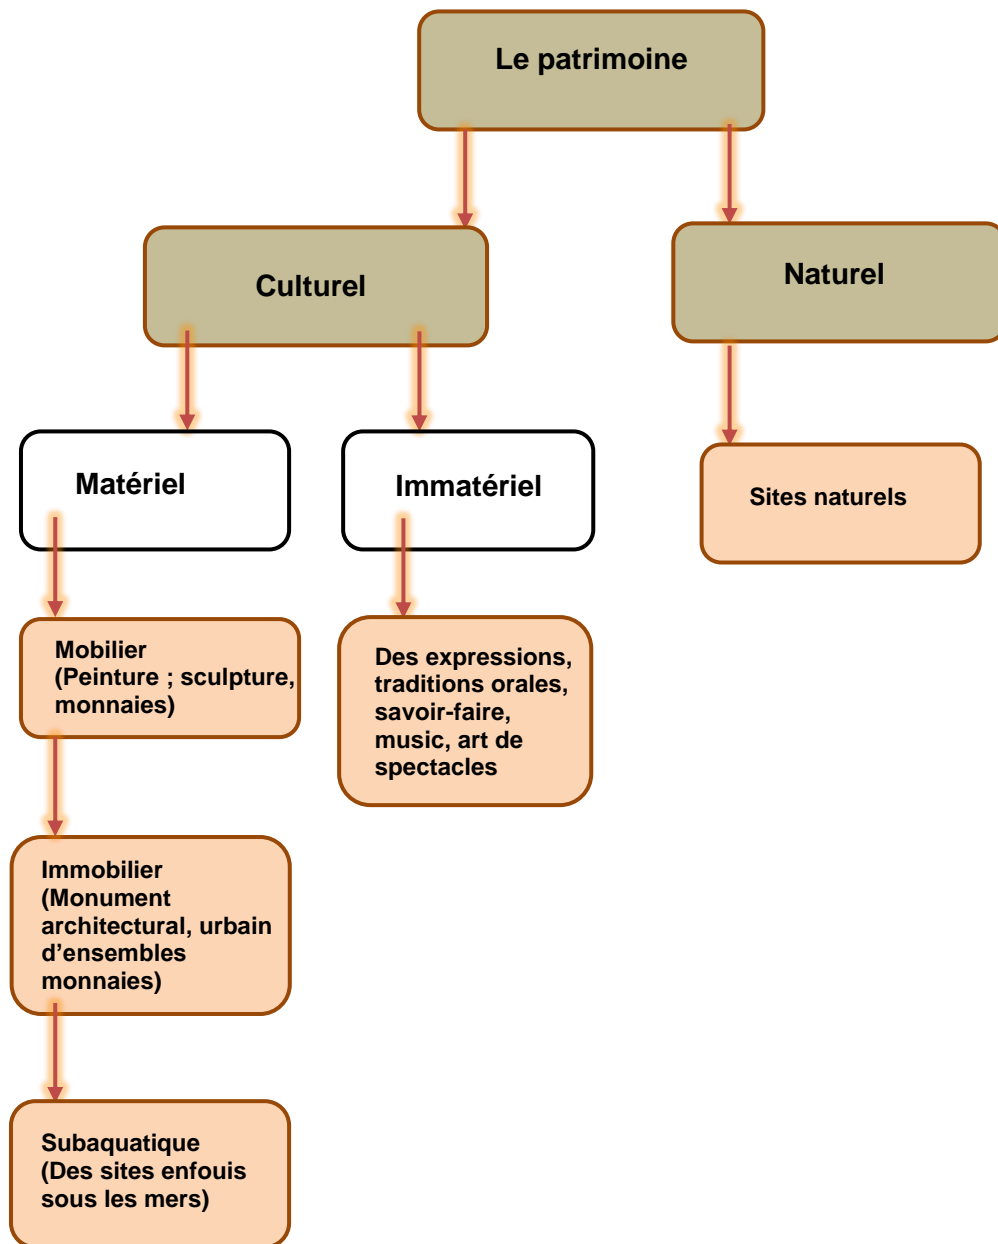 Le patrimoine
Culturel
Naturel
Matériel
Immatériel
Sites naturels
Mobilier
(Peinture ; sculpture,
monnaies)
Des expressions,
traditions orales,
savoir-faire,
music, art de
spectacles
Immobilier
(Monument
architectural, urbain
d’ensembles
monnaies)
Subaquatique
(Des sites enfouis
sous les mers)